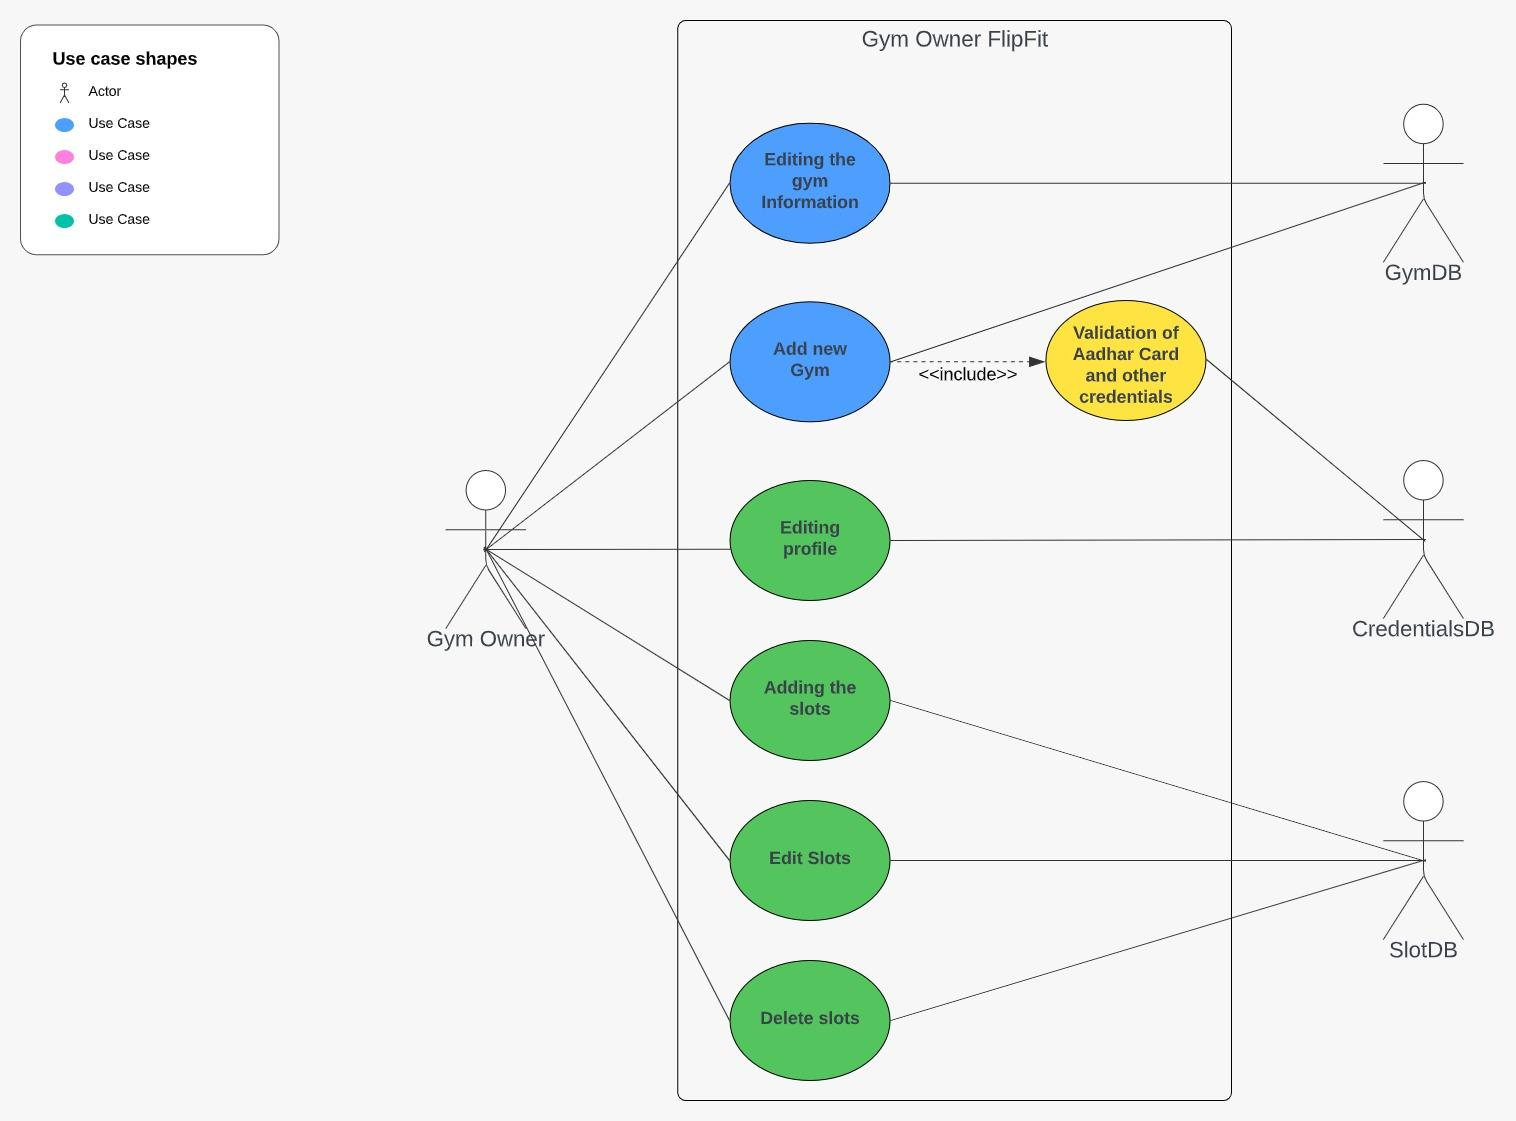 Use case shapes
Actor
Use Case
Use Case
Use Case
Use Case
Gym Owner FlipFit
Editing the
gym
Information
GymDB
Add new
Gym
<<include>>
Validation of
Aadhar Card
and other
credentials
Gym Owner
Editing
profile
CredentialsDB
Adding the
slots
Edit Slots
SlotDB
Delete slots